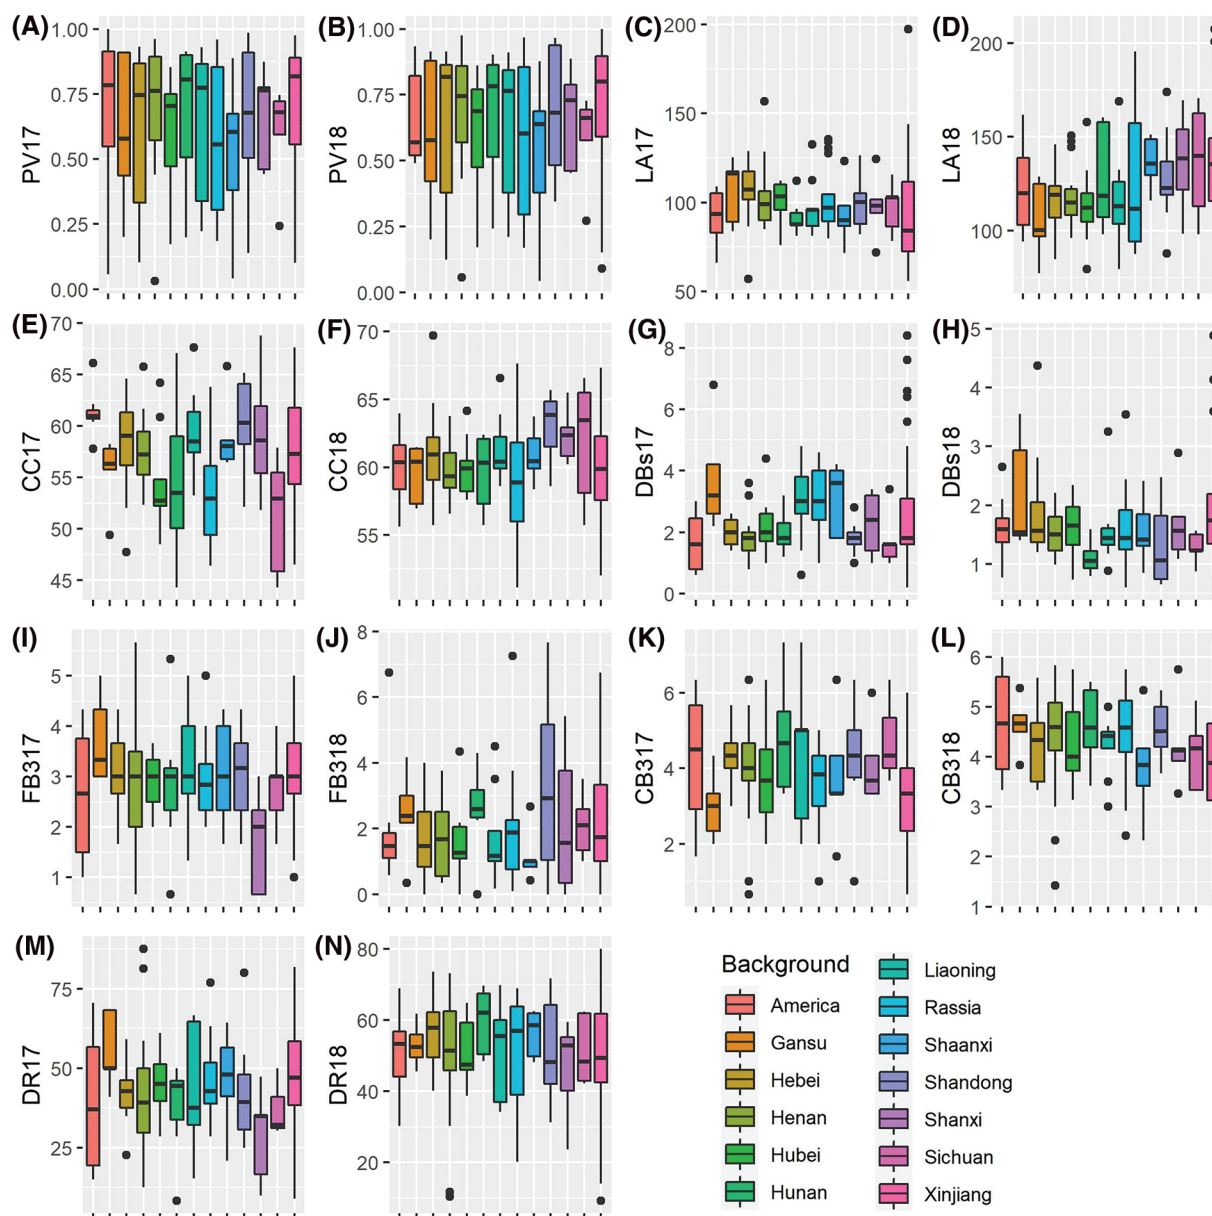 (A)
PV17
1.00
0.75
0.50
0.25
0.00
(B)
PV18
1.00
0.75
0.50
0.25
0.00
(C)
LA17
200
150
100
50
(D)
LA18
200
150
100
(E)
CC17
70
65
60
55
50
45
(F)
CC18
70
65
60
55
(G)
DBs17
8
6
4
2
0
(H)
DBs18
5
4
3
2
1
(I)
FB317
5
4
3
2
1
(J)
FB318
8
6
4
2
0
(K)
CB317
6
4
2
(L)
CB318
6
5
4
3
2
1
(M)
DR17
75
50
25
(N)
DR18
80
60
40
20
Background
America
Gansu
Hebei
Henan
Hubei
Hunan
Liaoning
Rassia
Shaanxi
Shandong
Shanxi
Sichuan
Xinjiang